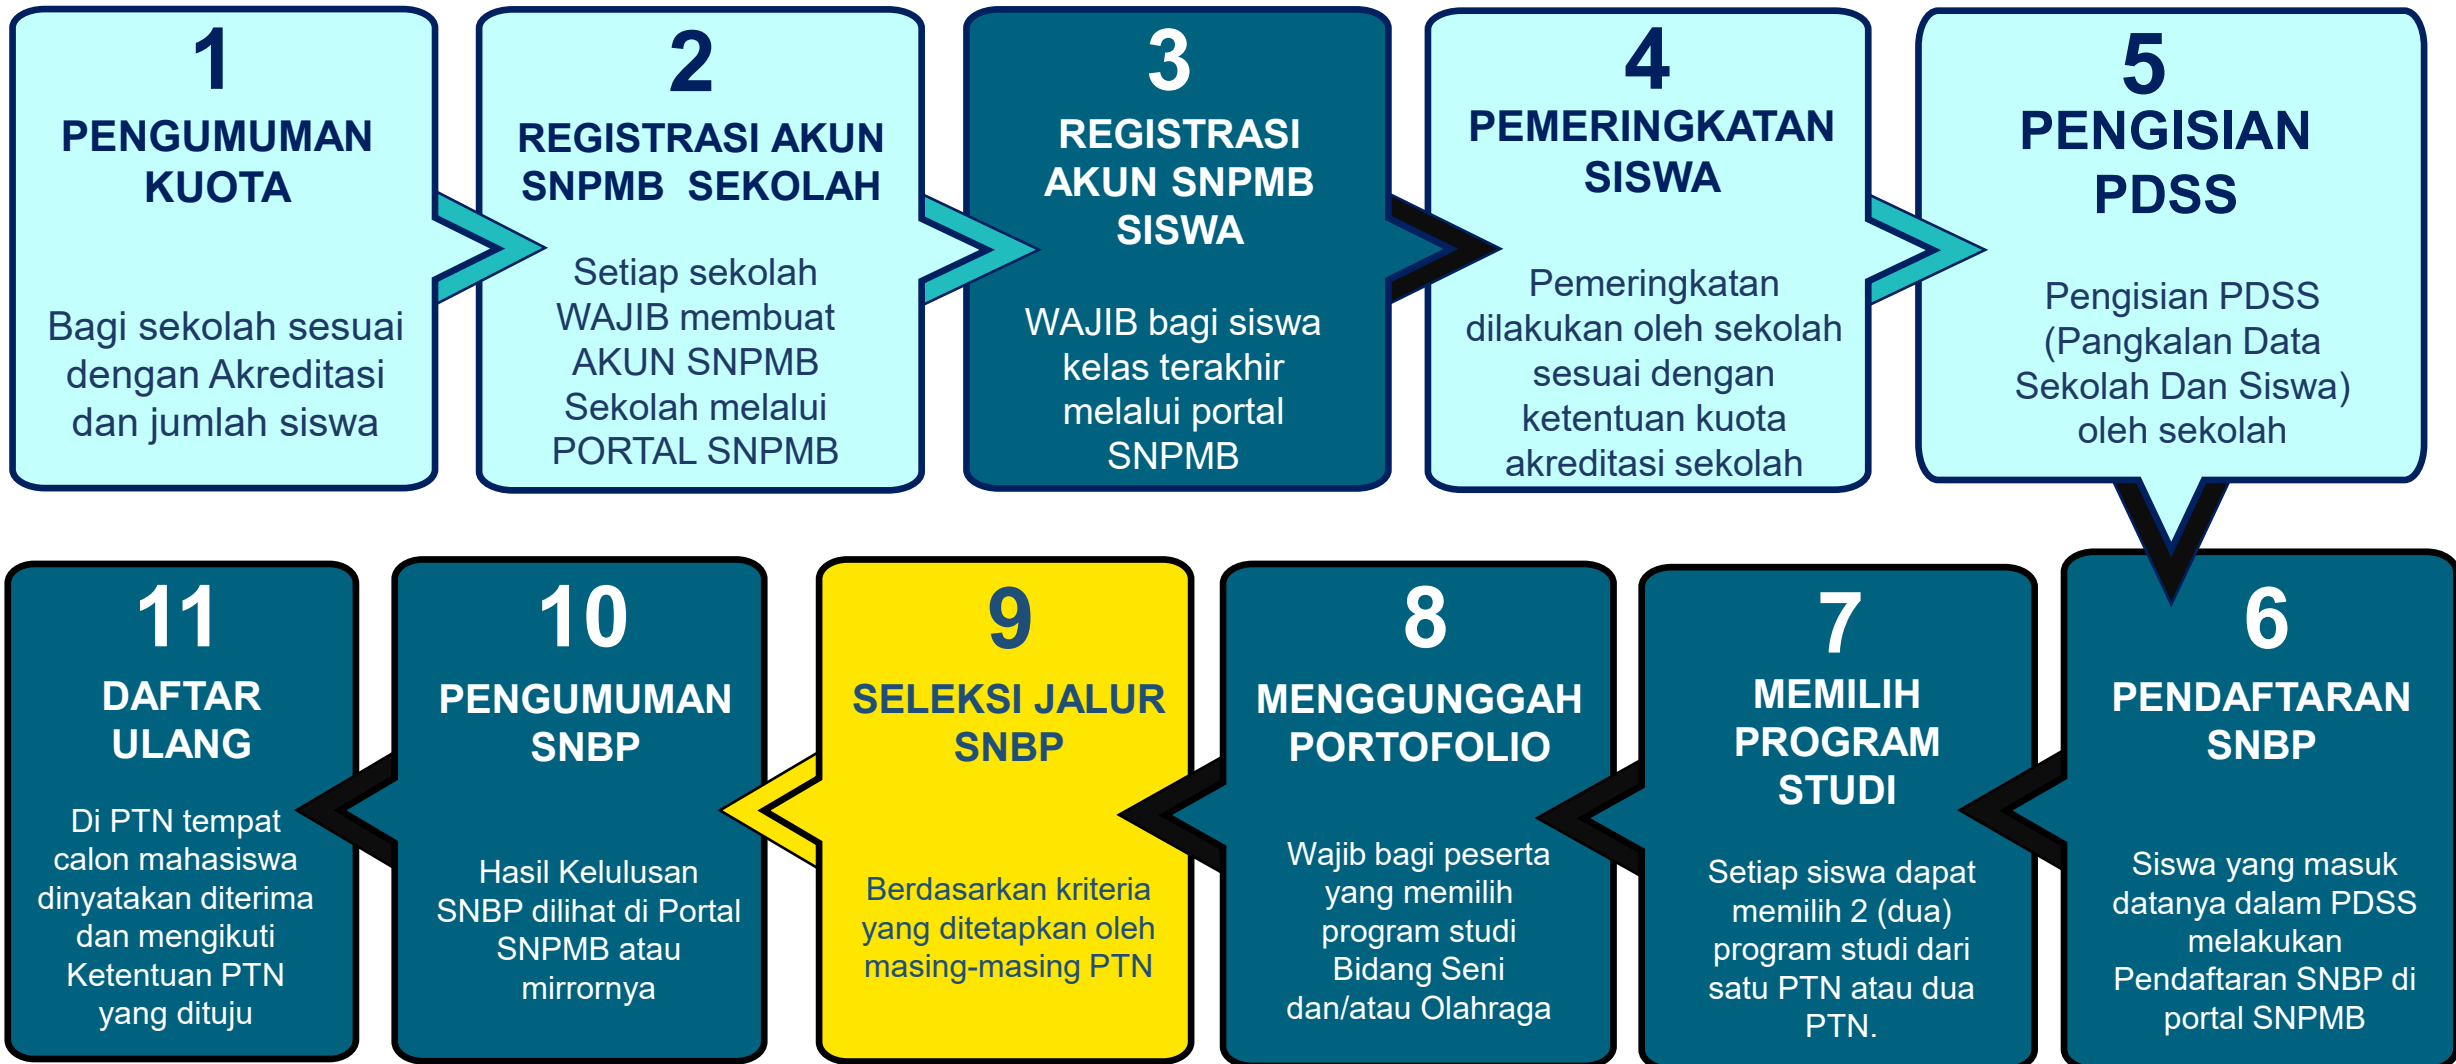 1
PENGUMUMAN
KUOTA
Bagi sekolah sesuai
dengan Akreditasi
dan jumlah siswa
2
REGISTRASI AKUN
SNPMB SEKOLAH
Setiap sekolah
WAJIB membuat
AKUN SNPMB
Sekolah melalui
PORTAL SNPMB
3
REGISTRASI
AKUN SNPMB
SISWA
WAJIB bagi siswa
kelas terakhir
melalui portal
SNPMB
4
PEMERINGKATAN
SISWA
Pemeringkatan
dilakukan oleh sekolah
sesuai dengan
ketentuan kuota
akreditasi sekolah
5
PENGISIAN
PDSS
Pengisian PDSS
(Pangkalan Data
Sekolah Dan Siswa)
oleh sekolah
6
PENDAFTARAN
SNBP
Siswa yang masuk
datanya dalam PDSS
melakukan
Pendaftaran SNBP di
portal SNPMB
7
MEMILIH
PROGRAM
STUDI
Setiap siswa dapat
memilih 2 (dua)
program studi dari
satu PTN atau dua
PTN.
8
MENGGUNGGAH
PORTOFOLIO
Wajib bagi peserta
yang memilih
program studi
Bidang Seni
dan/atau Olahraga
9
SELEKSI JALUR
SNBP
Berdasarkan kriteria
yang ditetapkan oleh
masing-masing PTN
10
PENGUMUMAN
SNBP
Hasil Kelulusan
SNBP dilihat di Portal
SNPMB atau
mirrornya
11
DAFTAR
ULANG
Di PTN tempat
calon mahasiswa
dinyatakan diterima
dan mengikuti
Ketentuan PTN
yang dituju